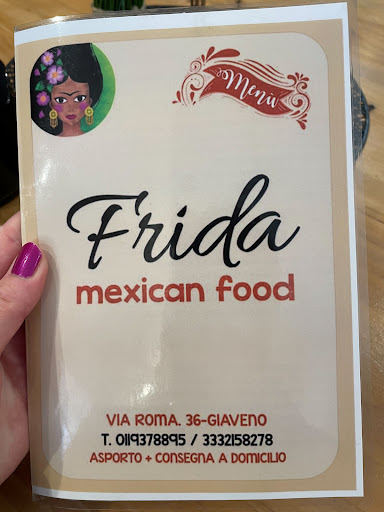 Menù
Frida
mexican food
VIA ROMA. 36-GIAVENO
T. 0119378895 / 3332158278
ASPORTO + CONSEGNA A DOMICILIO